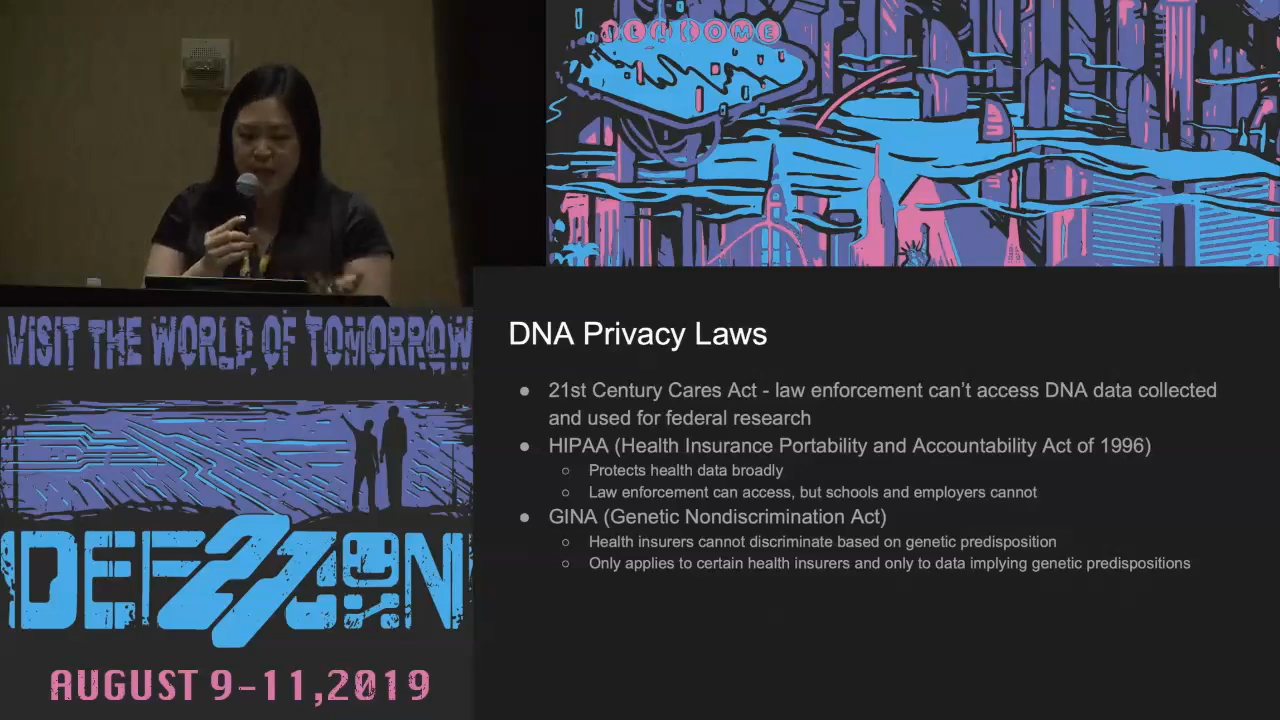 WELCOME
VISIT THE WORLD OF TOMORROW
DEF27CON
AUGUST 9-11,2019
DNA Privacy Laws
● 21st Century Cares Act - law enforcement can't access DNA data collected
and used for federal research
● HIPAA (Health Insurance Portability and Accountability Act of 1996)
○ Protects health data broadly
○ Law enforcement can access, but schools and employers cannot
● GINA (Genetic Nondiscrimination Act)
○ Health insurers cannot discriminate based on genetic predisposition
○ Only applies to certain health insurers and only to data implying genetic predispositions